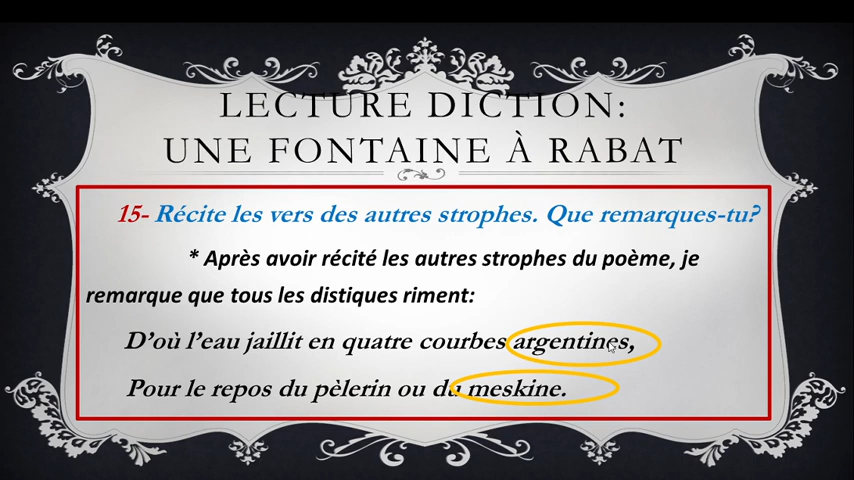 LECTURE DICTION:
UNE FONTAINE À RABAT
15- Récite les vers des autres strophes. Que remarques-tu?
* Après avoir récité les autres strophes du poème, je
remarque que tous les distiques riment:
D'où l'eau jaillit en quatre courbes argentines,
Pour le repos du pèlerin ou du meskine.